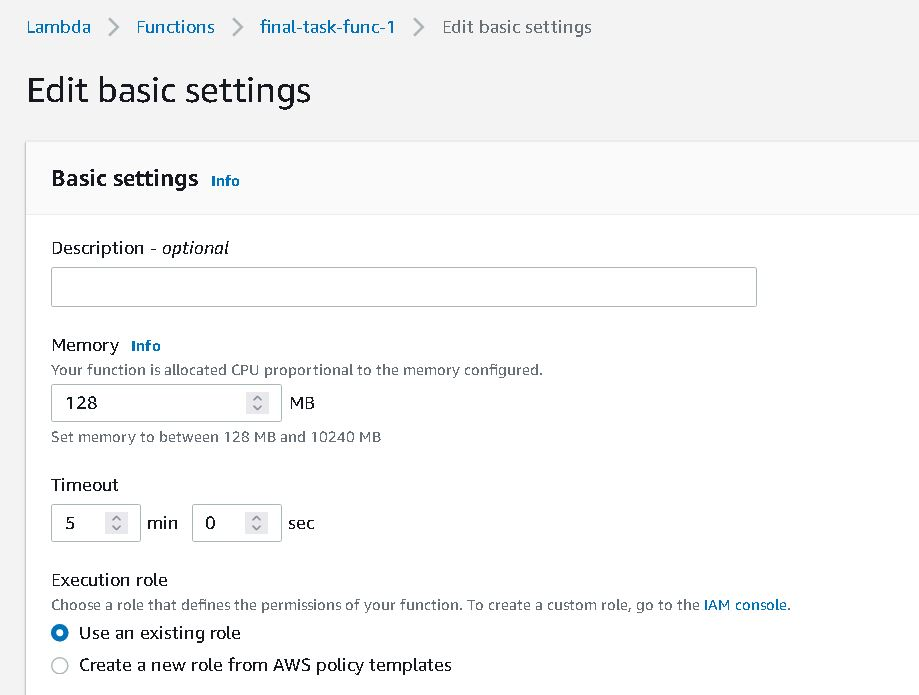 Lambda > Functions > final-task-func-1 > Edit basic settings
Edit basic settings
Basic settings Info
Description - optional
Memory Info
Your function is allocated CPU proportional to the memory configured.
128 MB
Set memory to between 128 MB and 10240 MB
Timeout
5 min 0 sec
Execution role
Choose a role that defines the permissions of your function. To create a custom role, go to the IAM console.
Use an existing role
Create a new role from AWS policy templates